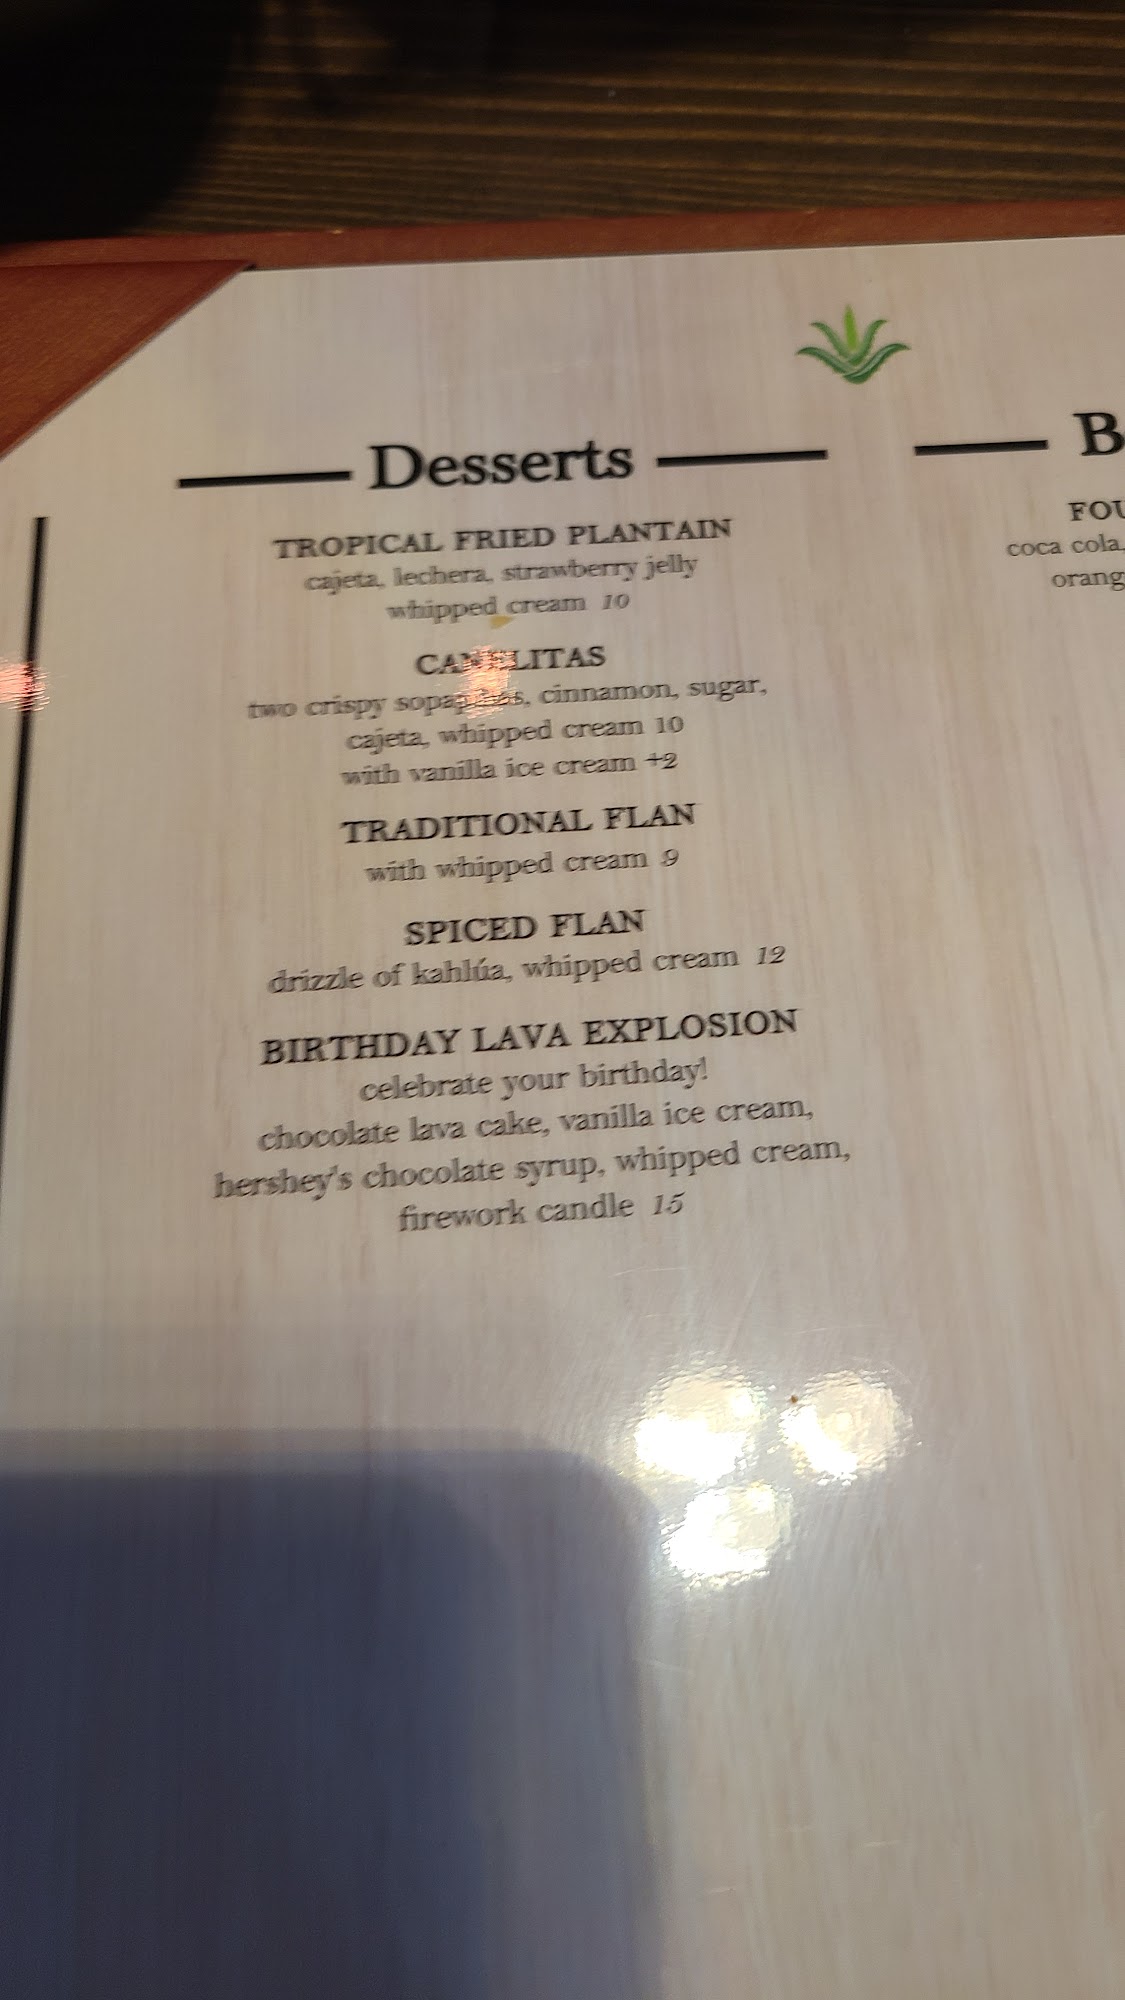 Desserts
TROPICAL FRIED PLANTAIN
cajeta, lechera, strawberry jelly
whipped cream 10
two crispy sopapillas, cinnamon, sugar,
cajeta, whipped cream 10
with vanilla ice cream +2
TRADITIONAL FLAN
with whipped cream 9
SPICED FLAN
drizzle of kahlúa, whipped cream 12
BIRTHDAY LAVA EXPLOSION
celebrate your birthday!
chocolate lava cake, vanilla ice cream,
hershey's chocolate syrup, whipped cream,
firework candle 15
B
FOU
coca cola,
orang